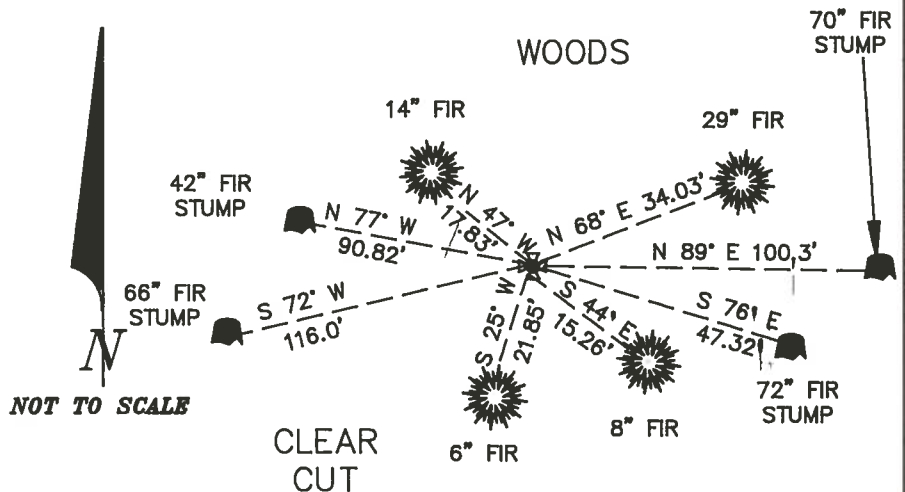 70" FIR
STUMP
WOODS
14" FIR
29" FIR
42" FIR
STUMP
N 47° W
17.83'
N 68° E 34.03'
N 77° W
90.82'
N 89° E 100.3'
66" FIR
STUMP
S 72° W
116.0'
S 25° W
21.85'
S 44° E
15.26'
S 76° E
47.32'
N
NOT TO SCALE
72" FIR
STUMP
CLEAR
CUT
6" FIR
8" FIR